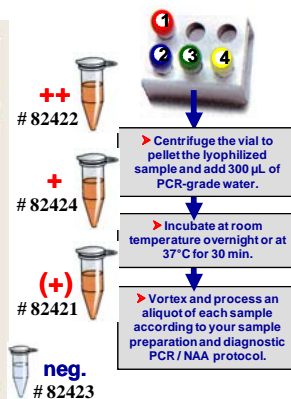 1
2 3 4
++
# 82422
➤ Centrifuge the vial to
pellet the lyophilized
sample and add 300 µL of
PCR-grade water.
+
# 82424
➤ Incubate at room
temperature overnight or at
37°C for 30 min.
(+)
# 82421
➤ Vortex and process an
aliquot of each sample
according to your sample
preparation and diagnostic
PCR / NAA protocol.
neg.
# 82423